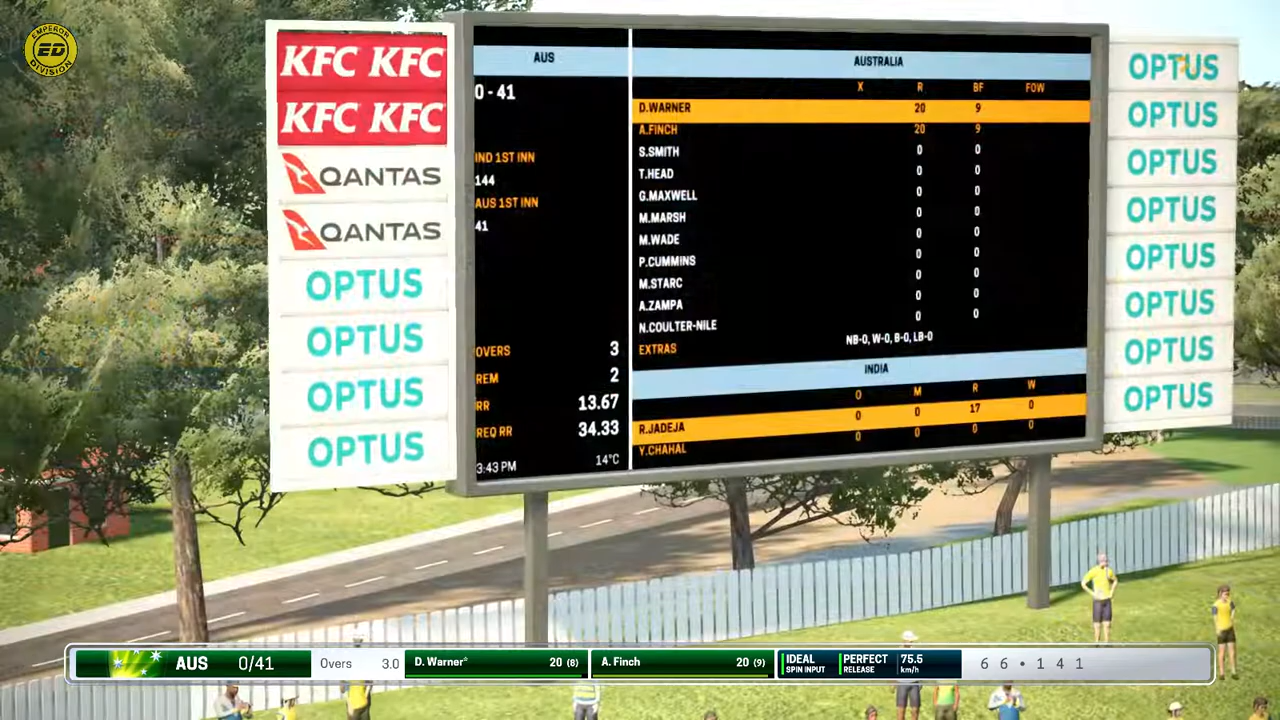 EMPEROR
ED
DIVISION
KFC KFC
KFC KFC
QANTAS
QANTAS
OPTUS
OPTUS
OPTUS
OPTUS
AUS
0 - 41
IND 1ST INN
144
AUS 1ST INN
41
OVERS 3
REM 2
RR 13.67
REQ RR 34.33
3:43 PM 14°C
AUSTRALIA
X R BF FOW
D.WARNER 20 9
A.FINCH 20 9
S.SMITH 0 0
T.HEAD 0 0
G.MAXWELL 0 0
M.MARSH 0 0
M.WADE 0 0
P.CUMMINS 0 0
M.STARC 0 0
A.ZAMPA 0 0
N.COULTER-NILE 0 0
EXTRAS NB-0, W-0, B-0, LB-0
INDIA
O M R W
R.JADEJA 0 0 17 0
Y.CHAHAL 0 0 0 0
OPTUS
OPTUS
OPTUS
OPTUS
OPTUS
OPTUS
OPTUS
OPTUS
AUS 0/41 Overs 3.0 D. Warner* 20 (8) A. Finch 20 (9) IDEAL SPIN INPUT PERFECT RELEASE 75.5 km/h 6 6 • 1 4 1